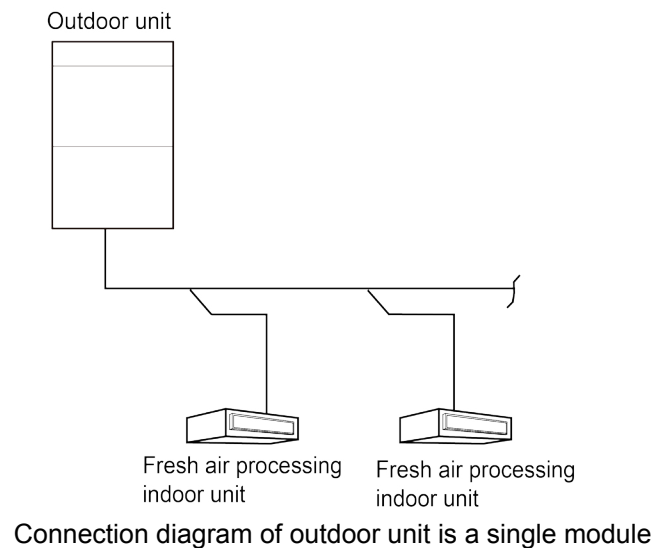 Outdoor unit
Fresh air processing
indoor unit
Fresh air processing
indoor unit
Connection diagram of outdoor unit is a single module